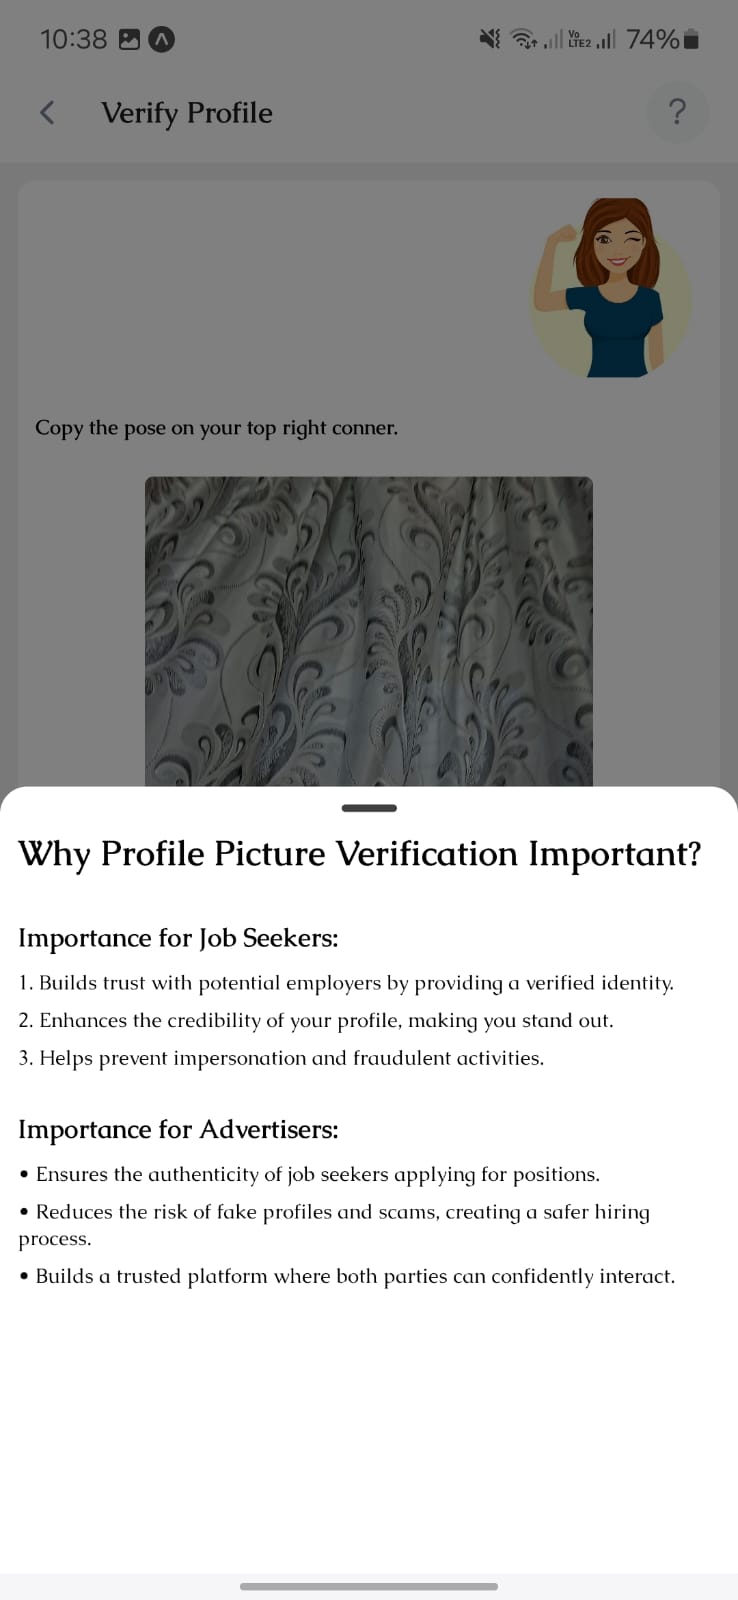 10:38
Vo
LTE2
74%
Verify Profile
?
Copy the pose on your top right conner.
Why Profile Picture Verification Important?
Importance for Job Seekers:
1. Builds trust with potential employers by providing a verified identity.
2. Enhances the credibility of your profile, making you stand out.
3. Helps prevent impersonation and fraudulent activities.
Importance for Advertisers:
• Ensures the authenticity of job seekers applying for positions.
• Reduces the risk of fake profiles and scams, creating a safer hiring
process.
• Builds a trusted platform where both parties can confidently interact.